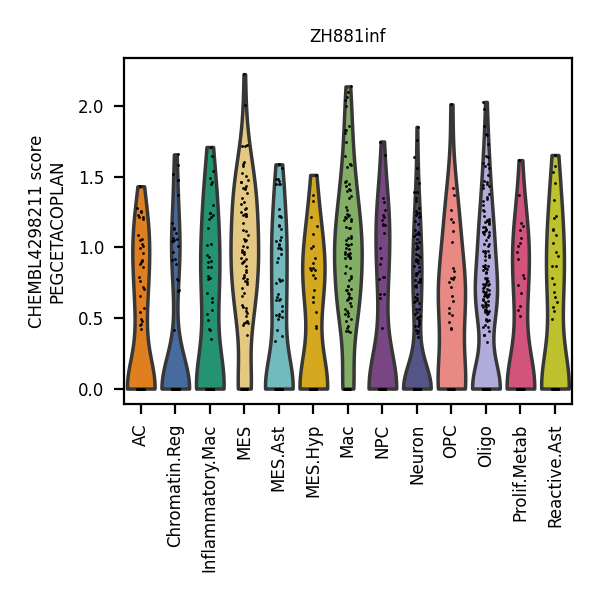 ZH881inf
CHEMBL4298211 score
PEGCETACOPLAN
2.0
1.5
1.0
0.5
0.0
AC
Chromatin.Reg
Inflammatory.Mac
MES
MES.Ast
MES.Hyp
Mac
NPC
Neuron
OPC
Oligo
Prolif.Metab
Reactive.Ast